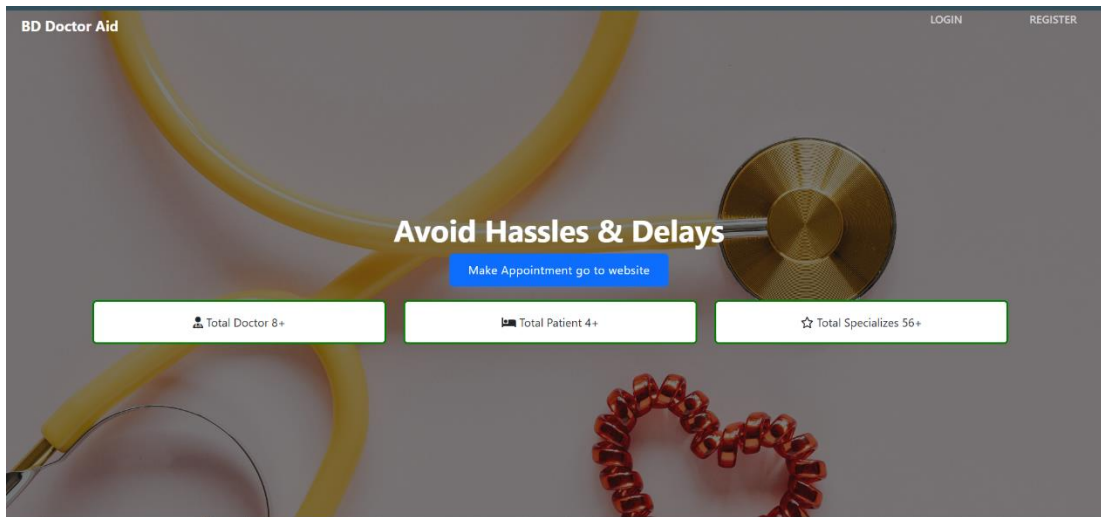 BD Doctor Aid
LOGIN
REGISTER
Avoid Hassles & Delays
Make Appointment go to website
Total Doctor 8+
Total Patient 4+
Total Specializes 56+